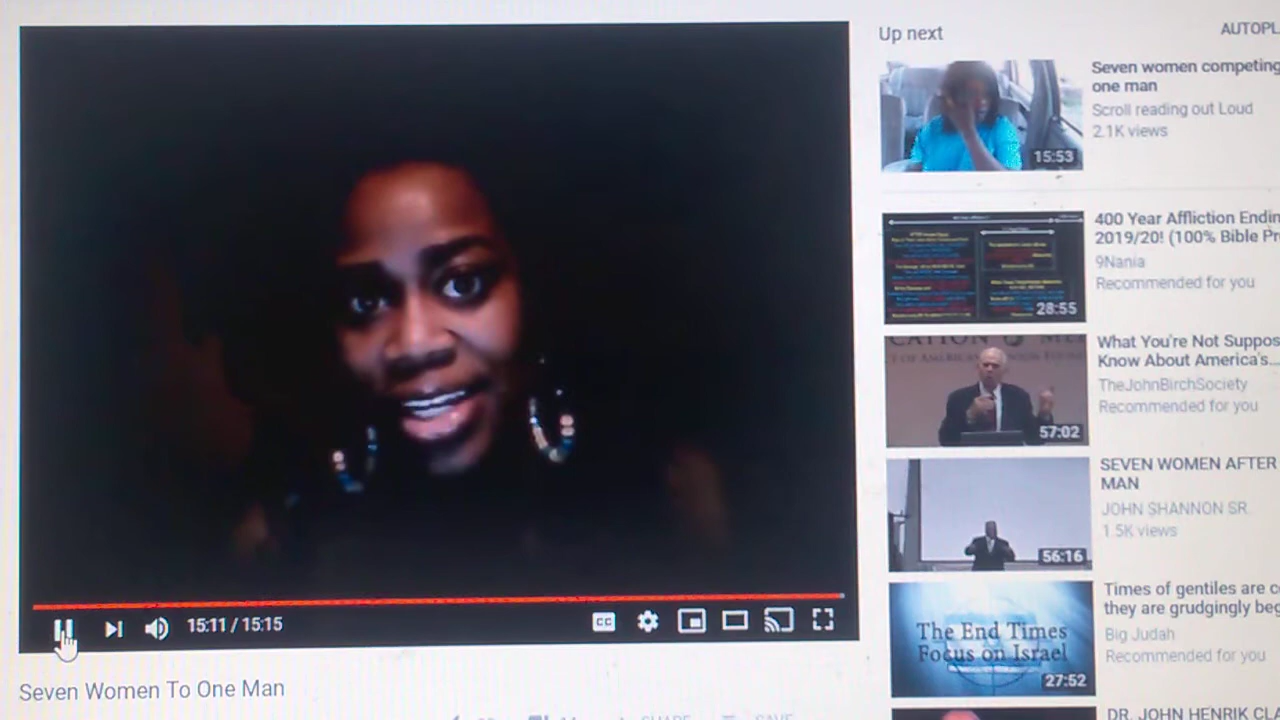 Up next
AUTOPL
Seven women competing
one man
Scroll reading out Loud
2.1K views
15:53
400 Year Affliction Endin
2019/20! (100% Bible Pr
9Nania
Recommended for you
28:55
CATION
What You're Not Suppos
Know About America's...
TheJohnBirchSociety
Recommended for you
57:02
SEVEN WOMEN AFTER
MAN
JOHN SHANNON SR.
1.5K views
56:16
Times of gentiles are c
they are grudgingly beg
Big Judah
Recommended for you
The End Times
Focus on Israel
27:52
DR. JOHN HENRIK CLA
CC
15:11 / 15:15
Seven Women To One Man
SHARE
SAVE